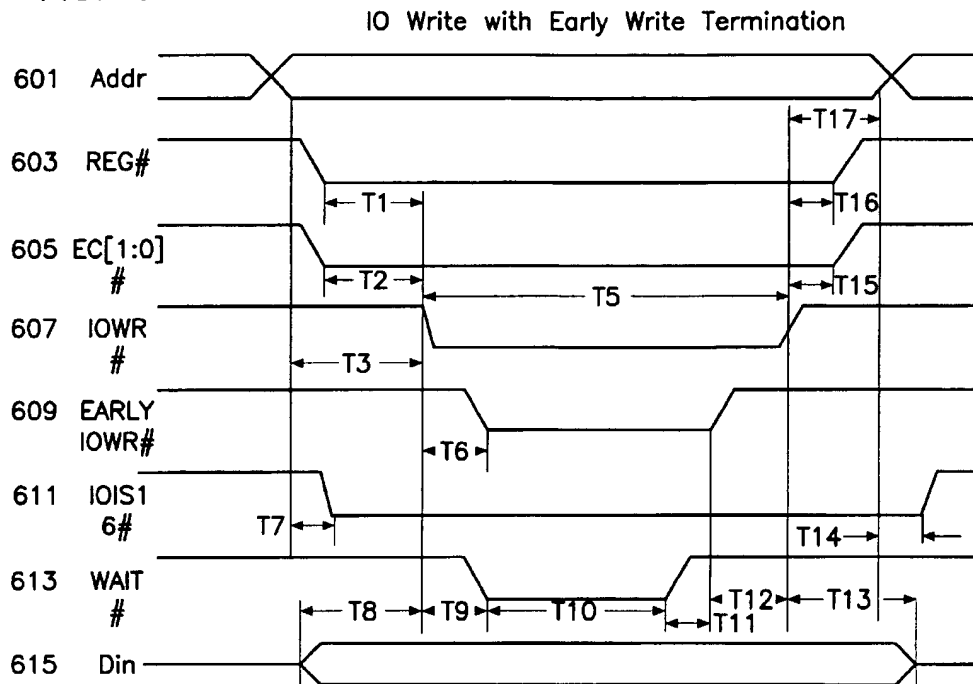 IO Write with Early Write Termination
601 Addr
T17
603 REG#
T1
T16
605 EC[1:0]
#
T2
T5
T15
607 IOWR
#
T3
609 EARLY
IOWR#
T6
611 IOIS1
6#
T7
T14
613 WAIT
#
T8
T9
T10
T11
T12
T13
615 Din